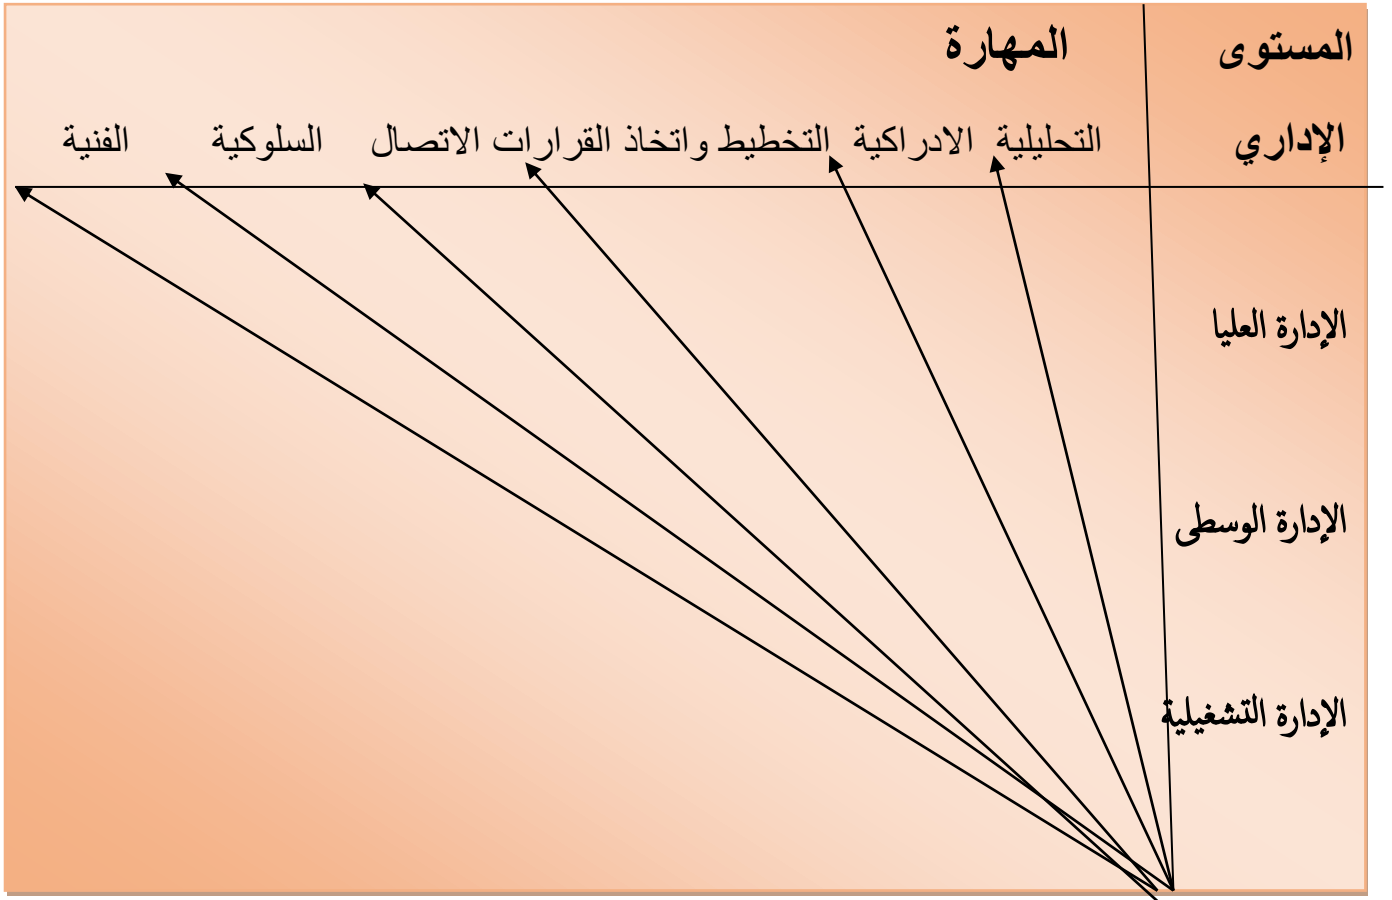 المستوى المهارة
الإداري التحليلية الادراكية التخطيط واتخاذ القرارات الاتصال السلوكية الفنية
الإدارة العليا
الإدارة الوسطى
الإدارة التشغيلية